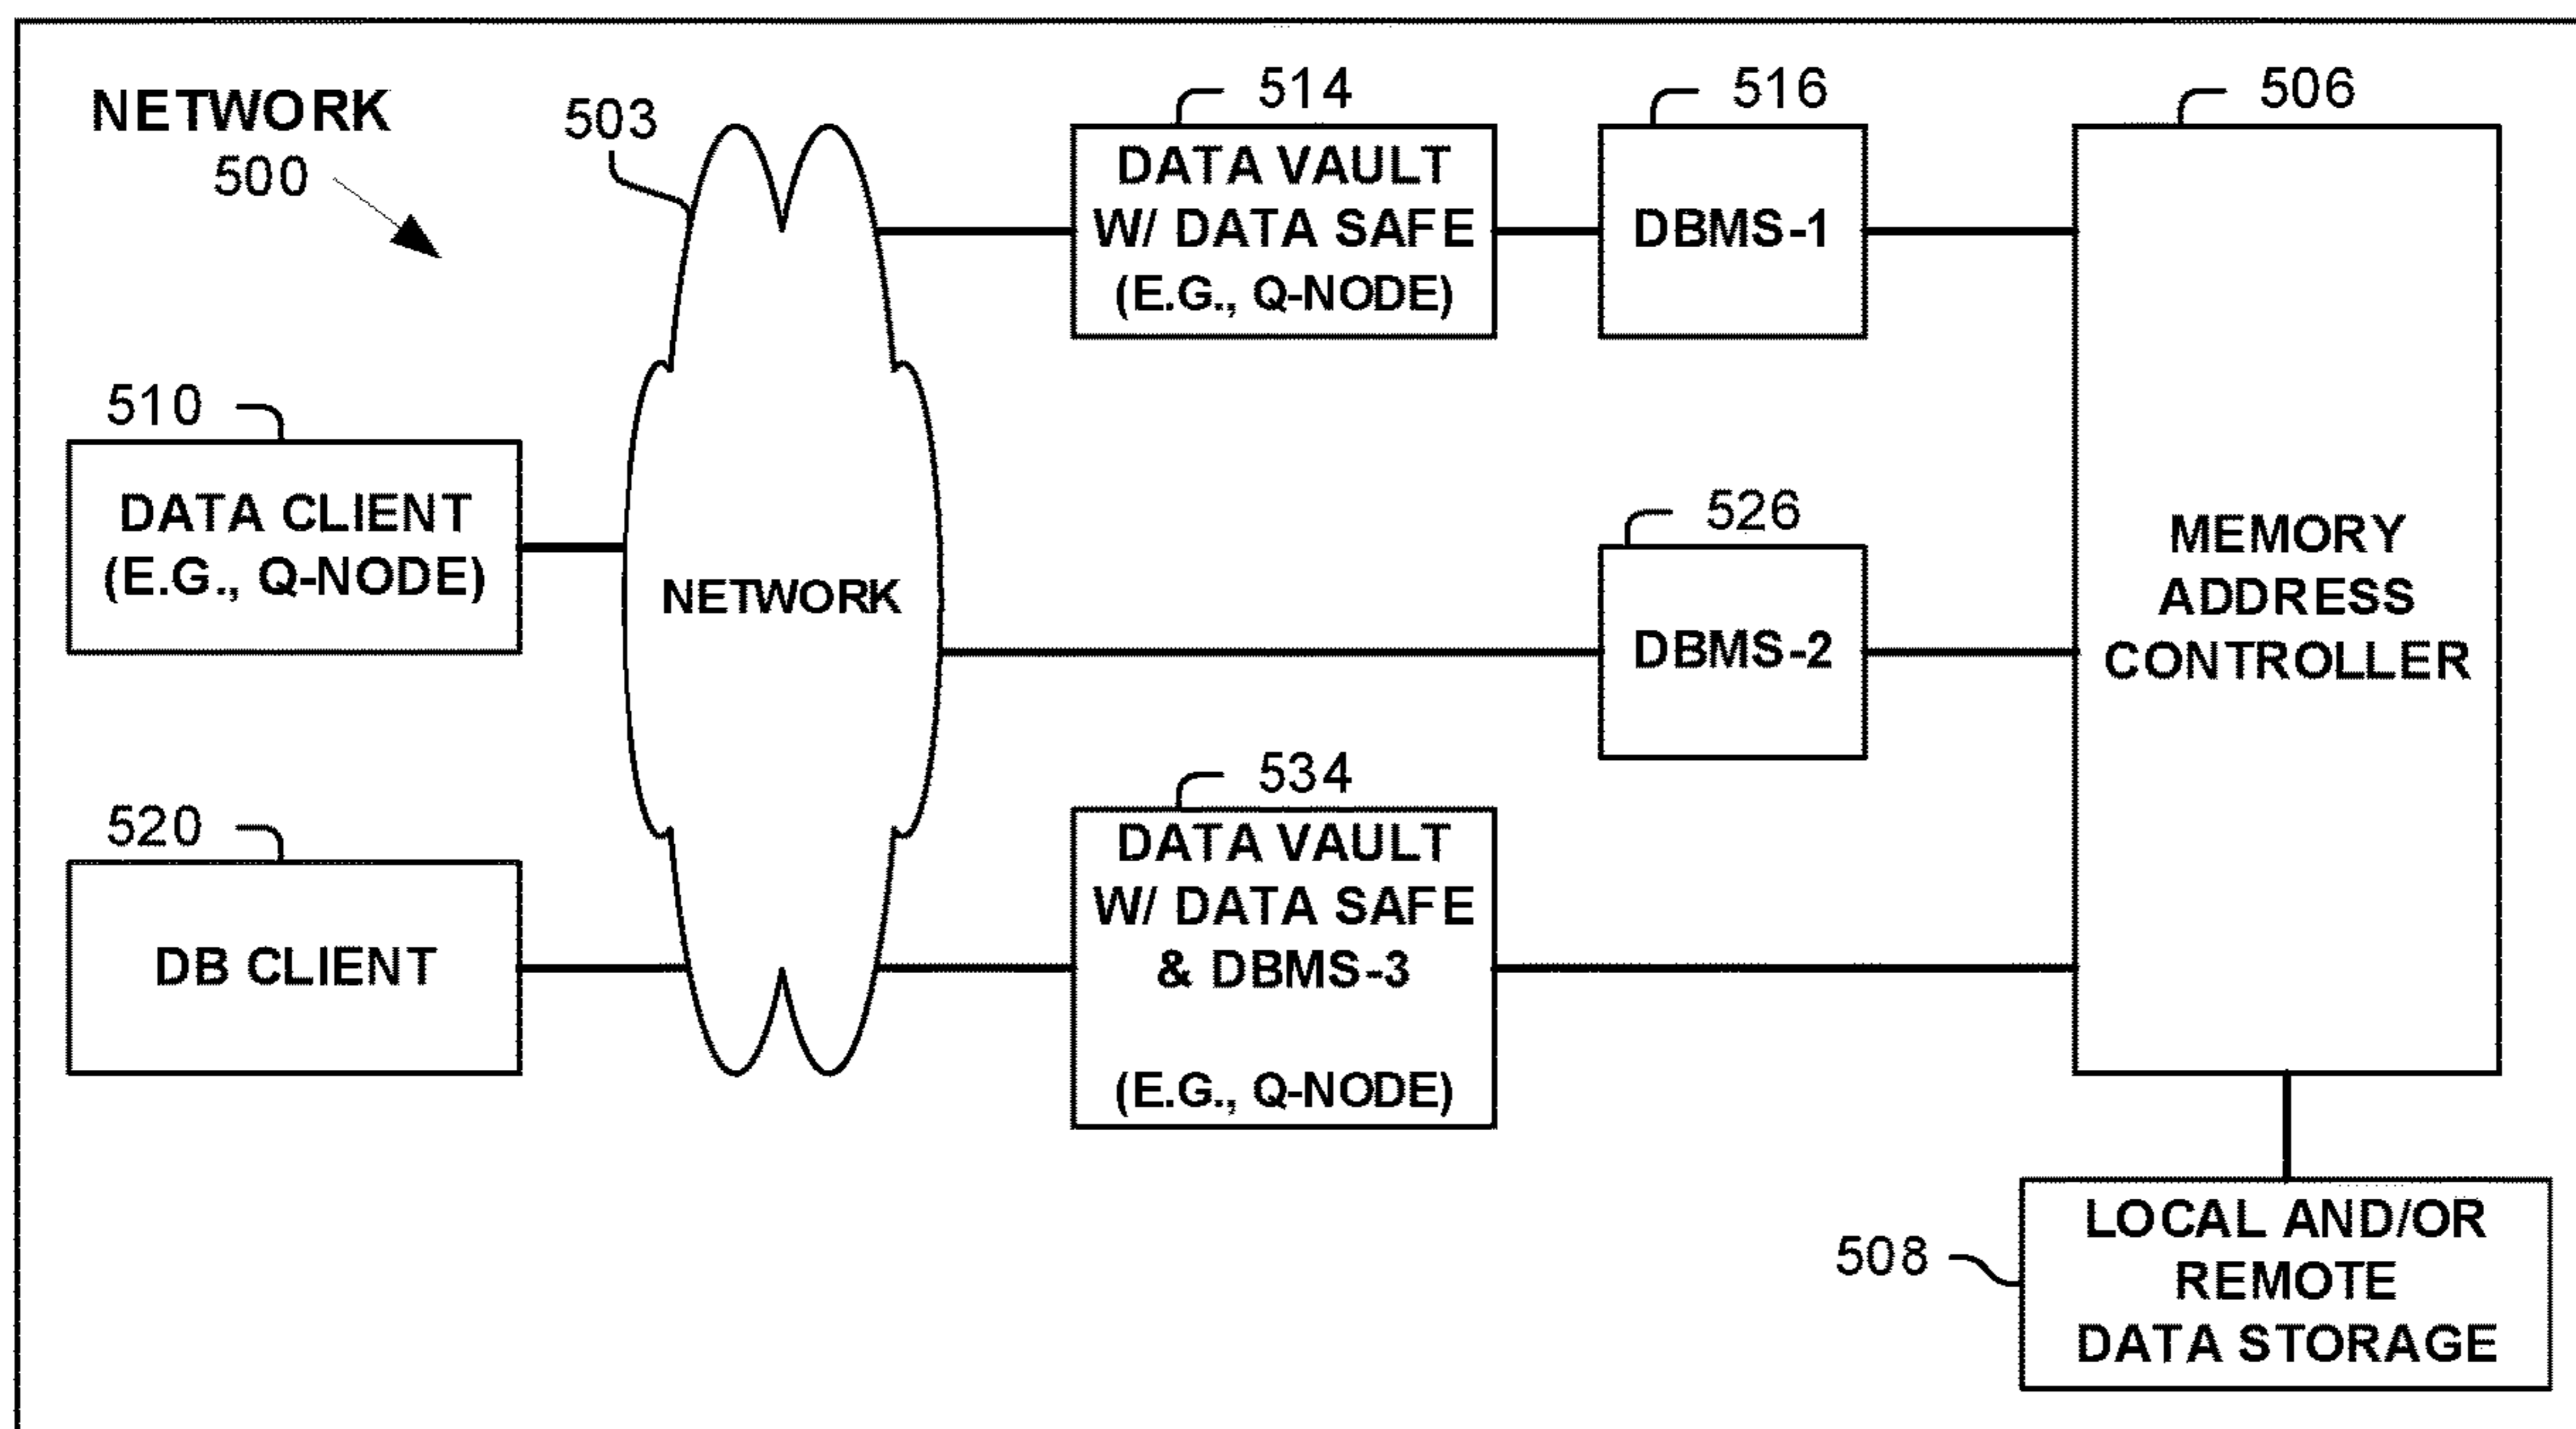 NETWORK
500
503
514
516
506
DATA VAULT
W/ DATA SAFE
(E.G., Q-NODE)
DBMS-1
510
DATA CLIENT
(E.G., Q-NODE)
NETWORK
526
DBMS-2
MEMORY
ADDRESS
CONTROLLER
520
DB CLIENT
534
DATA VAULT
W/ DATA SAFE
& DBMS-3
(E.G., Q-NODE)
508
LOCAL AND/OR
REMOTE
DATA STORAGE